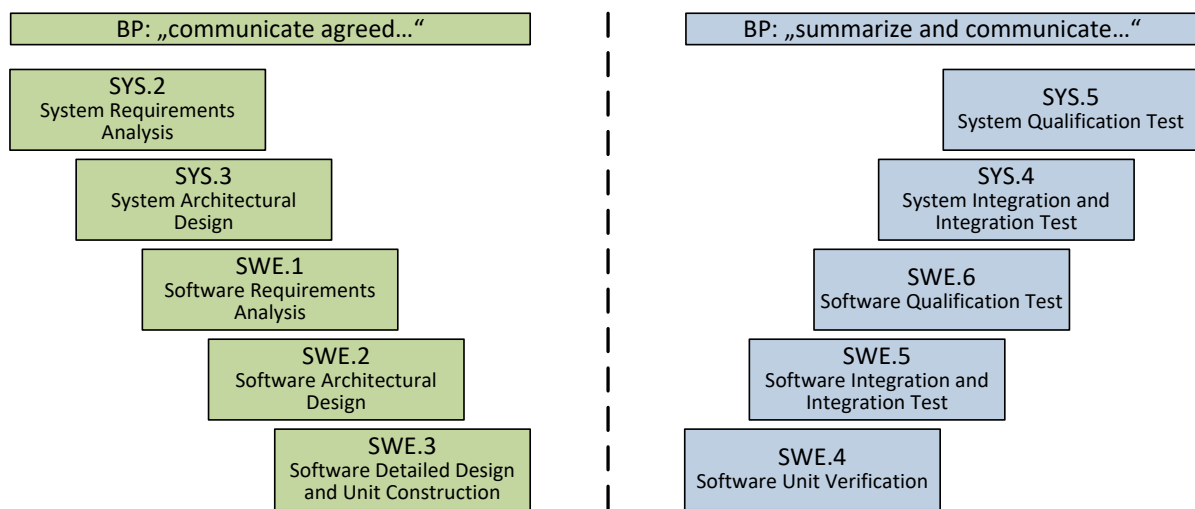 BP: „communicate agreed…“
SYS.2
System Requirements
Analysis
SYS.3
System Architectural
Design
SWE.1
Software Requirements
Analysis
SWE.2
Software Architectural
Design
SWE.3
Software Detailed Design
and Unit Construction
BP: „summarize and communicate…“
SYS.5
System Qualification Test
SYS.4
System Integration and
Integration Test
SWE.6
Software Qualification Test
SWE.5
Software Integration and
Integration Test
SWE.4
Software Unit Verification